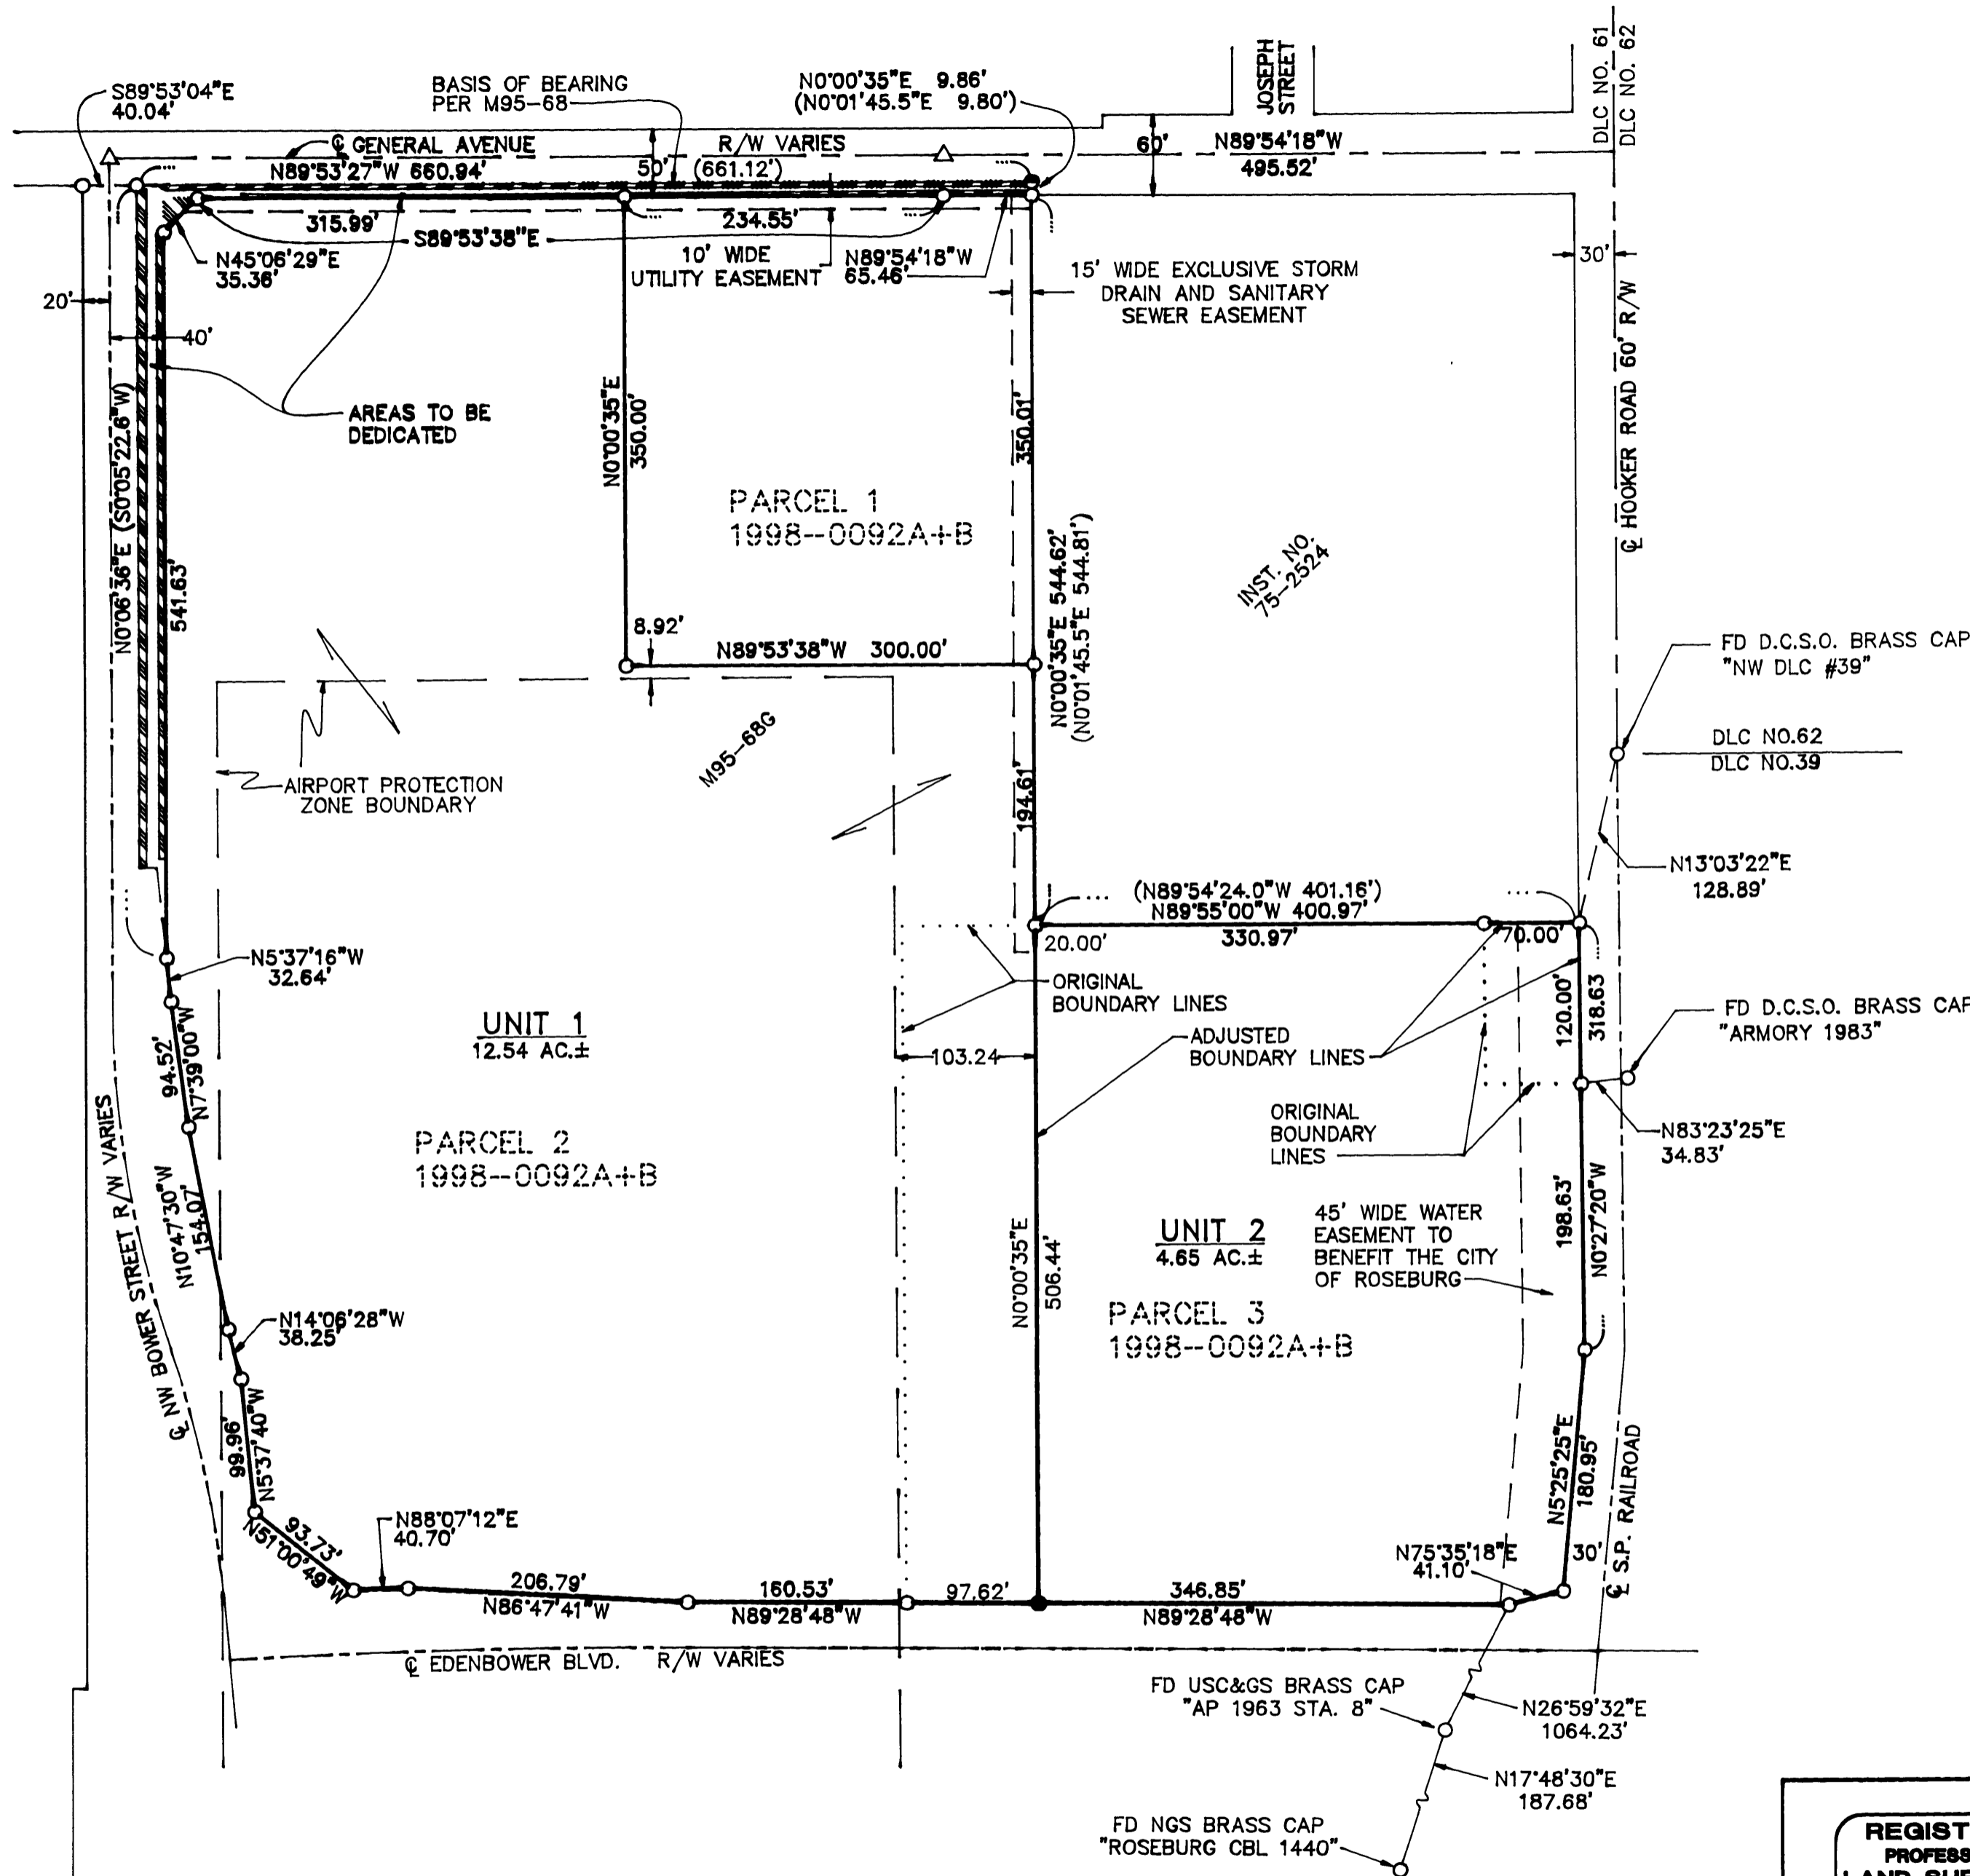 DLC NO. 61
DLC NO. 62
JOSEPH
STREET
S89°53'04"E
40.04'
BASIS OF BEARING
PER M95-68
N0°00'35"E 9.86'
(N0°01'45.5"E 9.80')
℄ GENERAL AVENUE
R/W VARIES
N89°53'27"W 660.94'
50'
(661.12')
60'
N89°54'18"W
495.52'
315.99'
S89°53'38"E
234.55'
N45°06'29"E
35.36'
10' WIDE
UTILITY EASEMENT
N89°54'18"W
65.46'
15' WIDE EXCLUSIVE STORM
DRAIN AND SANITARY
SEWER EASEMENT
30'
20'
40'
℄ HOOKER ROAD 60' R/W
N0°06'36"E (S0°05'22.6"W)
541.63'
AREAS TO BE
DEDICATED
N0°00'35"E
350.00'
350.01'
PARCEL 1
1998--0092A+B
INST. NO.
75-2524
N0°00'35"E 544.62'
(N0°01'45.5"E 544.81')
8.92'
N89°53'38"W 300.00'
FD D.C.S.O. BRASS CAP
"NW DLC #39"
M95-68G
DLC NO.62
DLC NO.39
AIRPORT PROTECTION
ZONE BOUNDARY
194.61'
N13°03'22"E
128.89'
(N89°54'24.0"W 401.16')
N89°55'00"W 400.97'
20.00'
330.97'
70.00'
N5°37'16"W
32.64'
ORIGINAL
BOUNDARY LINES
120.00'
318.63
FD D.C.S.O. BRASS CAP
"ARMORY 1983"
UNIT 1
12.54 AC.±
ADJUSTED
BOUNDARY LINES
103.24
94.52'
N7°39'00"W
ORIGINAL
BOUNDARY
LINES
N83°23'25"E
34.83'
PARCEL 2
1998--0092A+B
℄ NW BOWER STREET R/W VARIES
N10°47'30"W
154.07'
198.63'
N0°27'20"W
UNIT 2
4.65 AC.±
45' WIDE WATER
EASEMENT TO
BENEFIT THE CITY
OF ROSEBURG
N0°00'35"E
506.44'
PARCEL 3
1998--0092A+B
N14°06'28"W
38.25'
99.96'
N5°37'40"W
N5°25'25"E
180.95'
℄ S.P. RAILROAD
93.73'
N51°00'49"W
N88°07'12"E
40.70'
N75°35'18"E
41.10'
30'
206.79'
N86°47'41"W
160.53'
N89°28'48"W
97.62'
346.85'
N89°28'48"W
℄ EDENBOWER BLVD. R/W VARIES
FD USC&GS BRASS CAP
"AP 1963 STA. 8"
N26°59'32"E
1064.23'
N17°48'30"E
187.68'
FD NGS BRASS CAP
"ROSEBURG CBL 1440"
REGIST
PROFESS